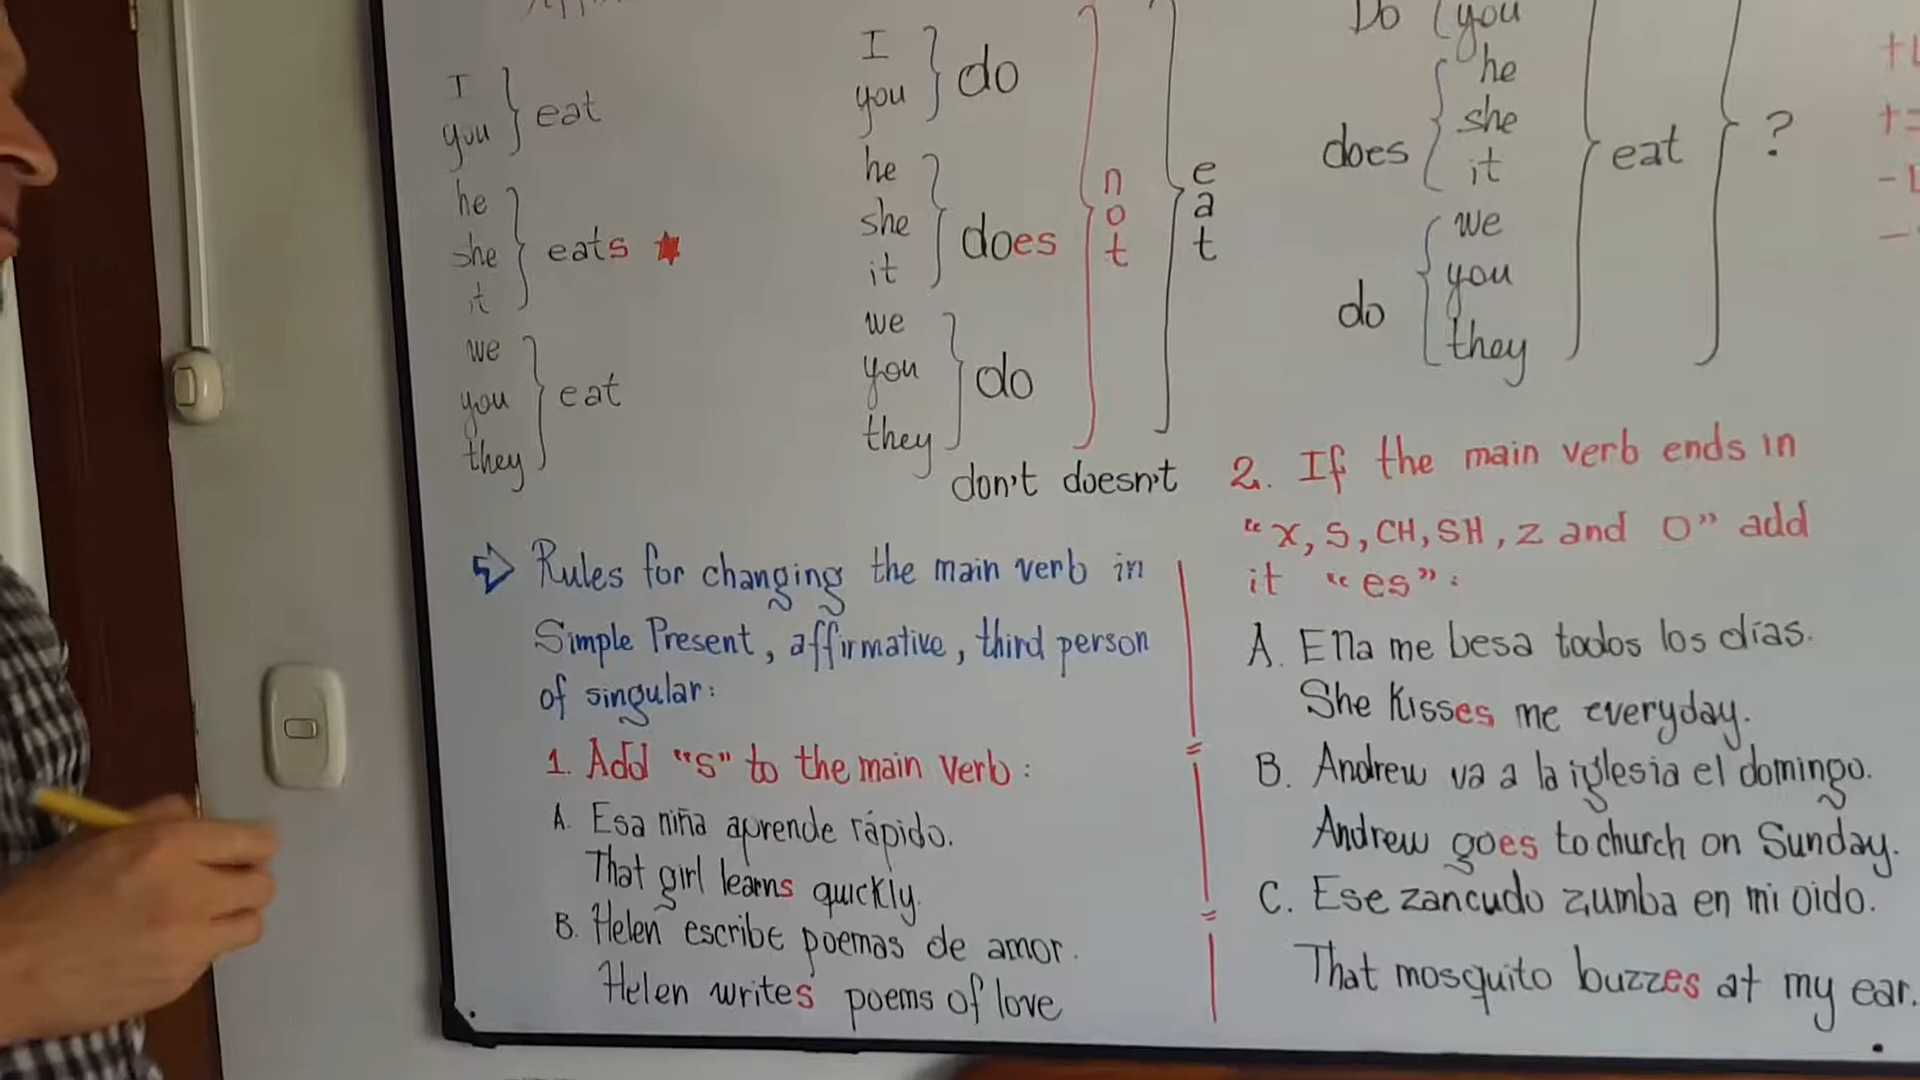 I
you } eat
he
she } eats
it
we
you } eat
they
I
you } do
he
she } does
it
we
you } do
they
not
eat
don't doesn't
Do you
he
does she
it
we
do you
they
eat ?
Rules for changing the main verb in
Simple Present, affirmative, third person
of singular:
1. Add "s" to the main verb:
A. Esa niña aprende rápido.
That girl learns quickly.
B. Helen escribe poemas de amor.
Helen writes poems of love
2. If the main verb ends in
"X, S, CH, SH, Z and O" add
it "es":
A. Ella me besa todos los días.
She kisses me everyday.
B. Andrew va a la iglesia el domingo.
Andrew goes to church on Sunday.
C. Ese zancudo zumba en mi oido.
That mosquito buzzes at my ear.